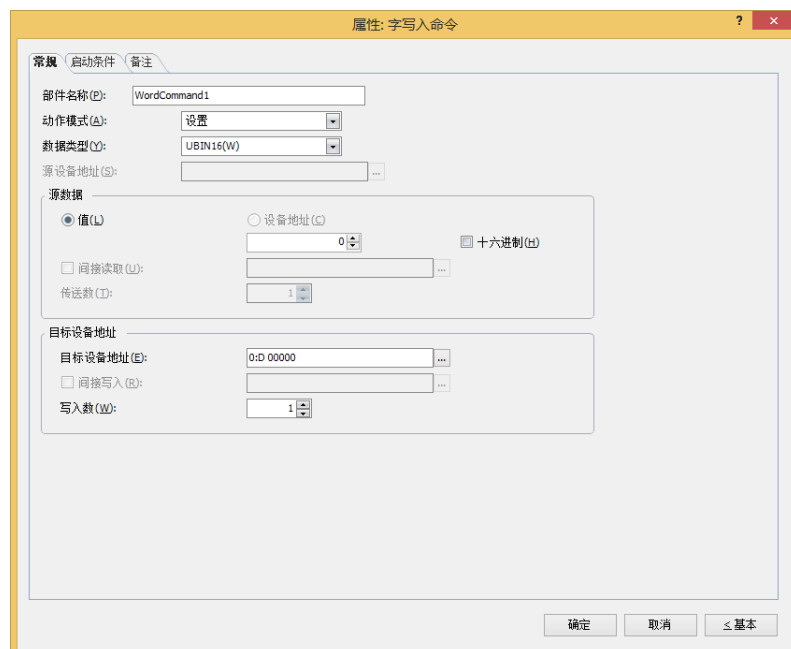 属性: 字写入命令
?
常规 启动条件 备注
部件名称(P): WordCommand1
动作模式(A): 设置
数据类型(Y): UBIN16(W)
源设备地址(S): ...
源数据
值(L) 设备地址(C)
0 十六进制(H)
间接读取(U): ...
传送数(T): 1
目标设备地址
目标设备地址(E): 0:D 00000 ...
间接写入(R): ...
写入数(W): 1
确定 取消 <基本